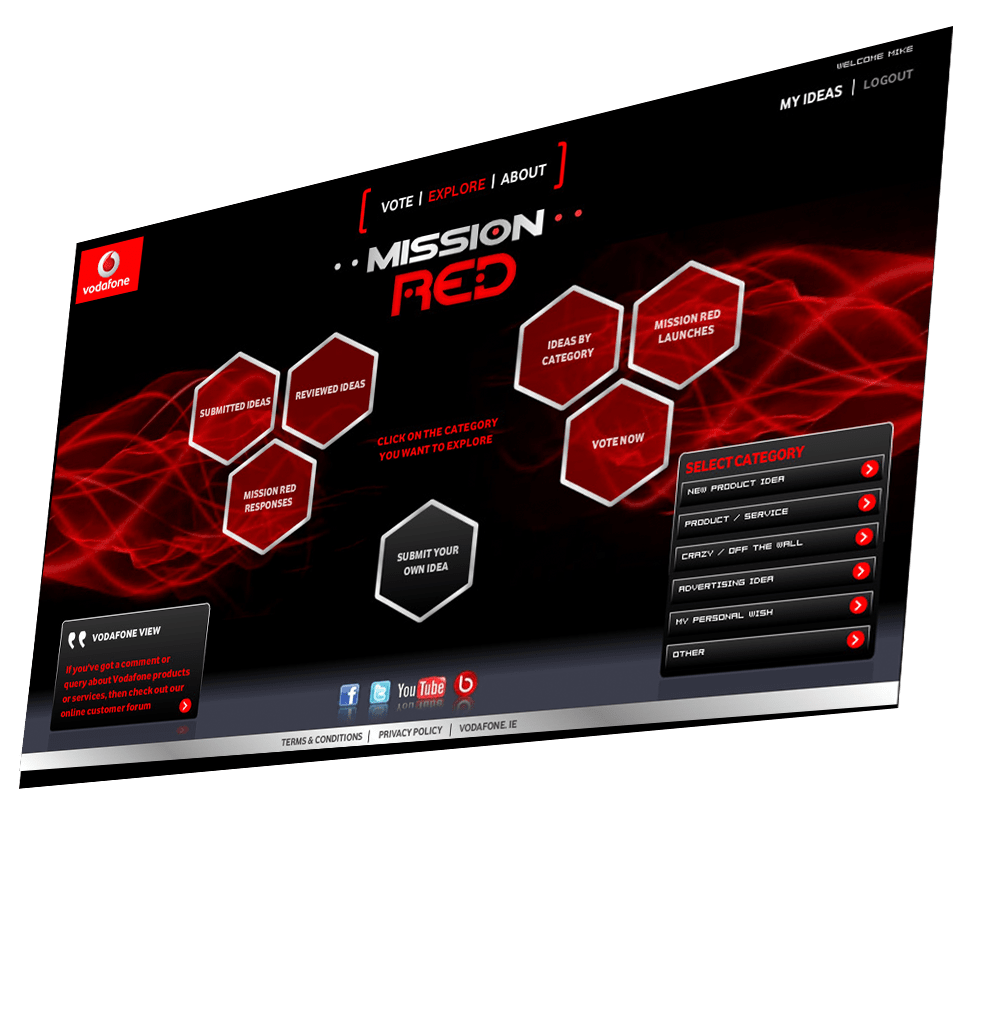 WELCOME MIKE
MY IDEAS | LOGOUT
VOTE | EXPLORE | ABOUT
MISSION
RED
vodafone
IDEAS BY
CATEGORY
MISSION RED
LAUNCHES
VOTE NOW
SUBMITTED IDEAS
REVIEWED IDEAS
MISSION RED
RESPONSES
CLICK ON THE CATEGORY
YOU WANT TO EXPLORE
SUBMIT YOUR
OWN IDEA
SELECT CATEGORY
NEW PRODUCT IDEA
PRODUCT / SERVICE
CRAZY / OFF THE WALL
ADVERTISING IDEA
MY PERSONAL WISH
OTHER
VODAFONE VIEW
If you've got a comment or
query about Vodafone products
or services, then check out our
online customer forum
f t You Tube b
TERMS & CONDITIONS | PRIVACY POLICY | VODAFONE. IE